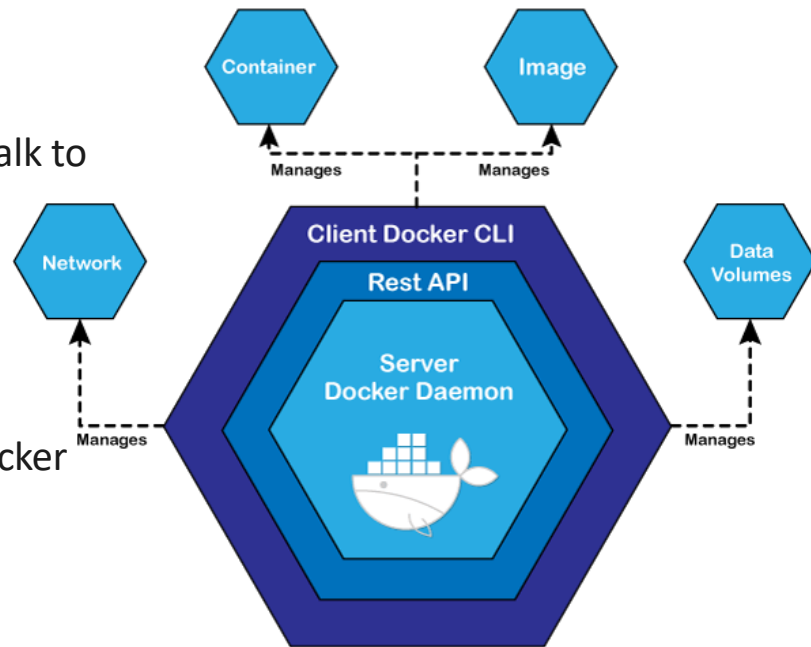 Container
Image
alk to
Manages
Manages
Client Docker CLI
Network
Rest API
Data
Volumes
Server
Docker Daemon
Manages
Manages
cker